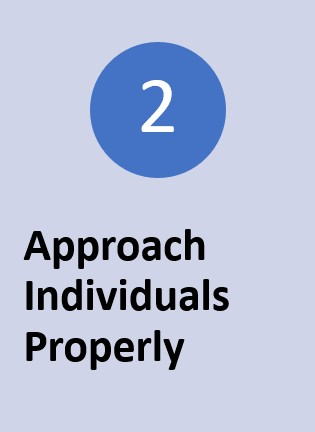 2
Approach
Individuals
Properly